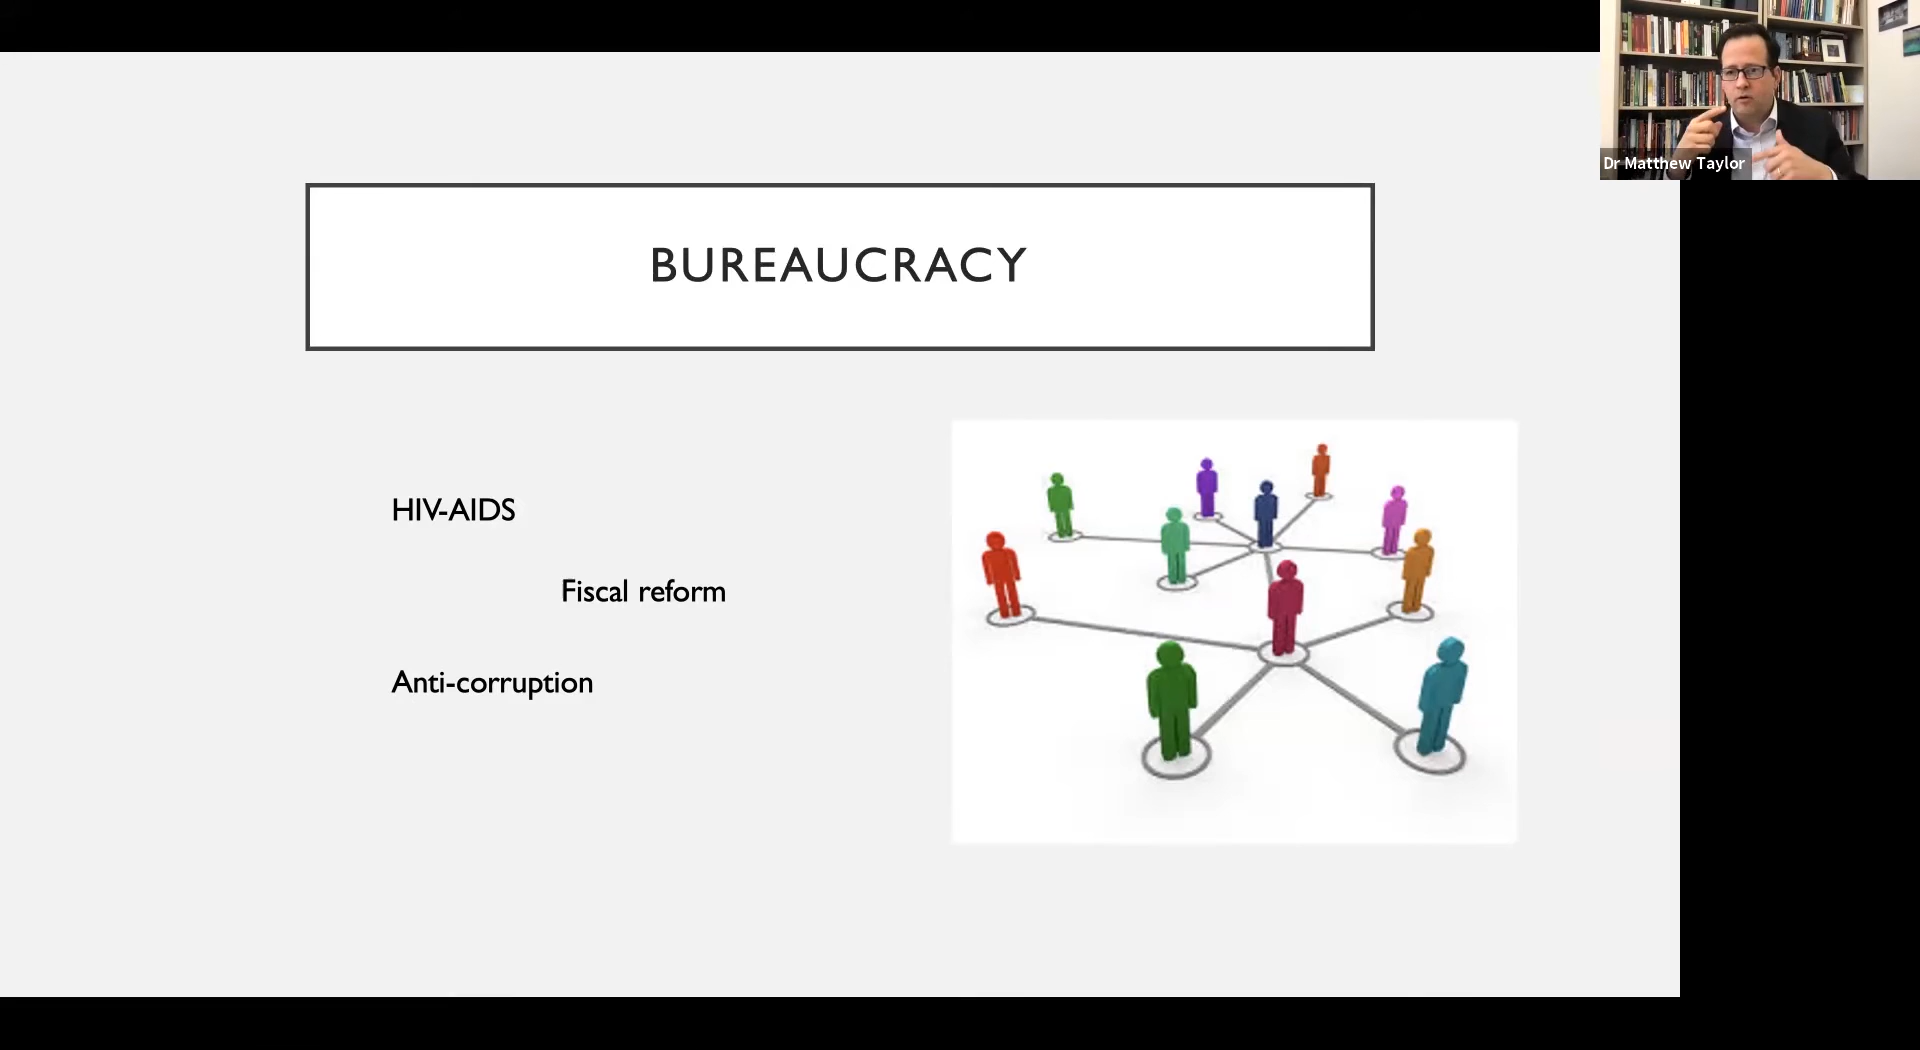 BUREAUCRACY
HIV-AIDS
Fiscal reform
Anti-corruption
Dr Matthew Taylor